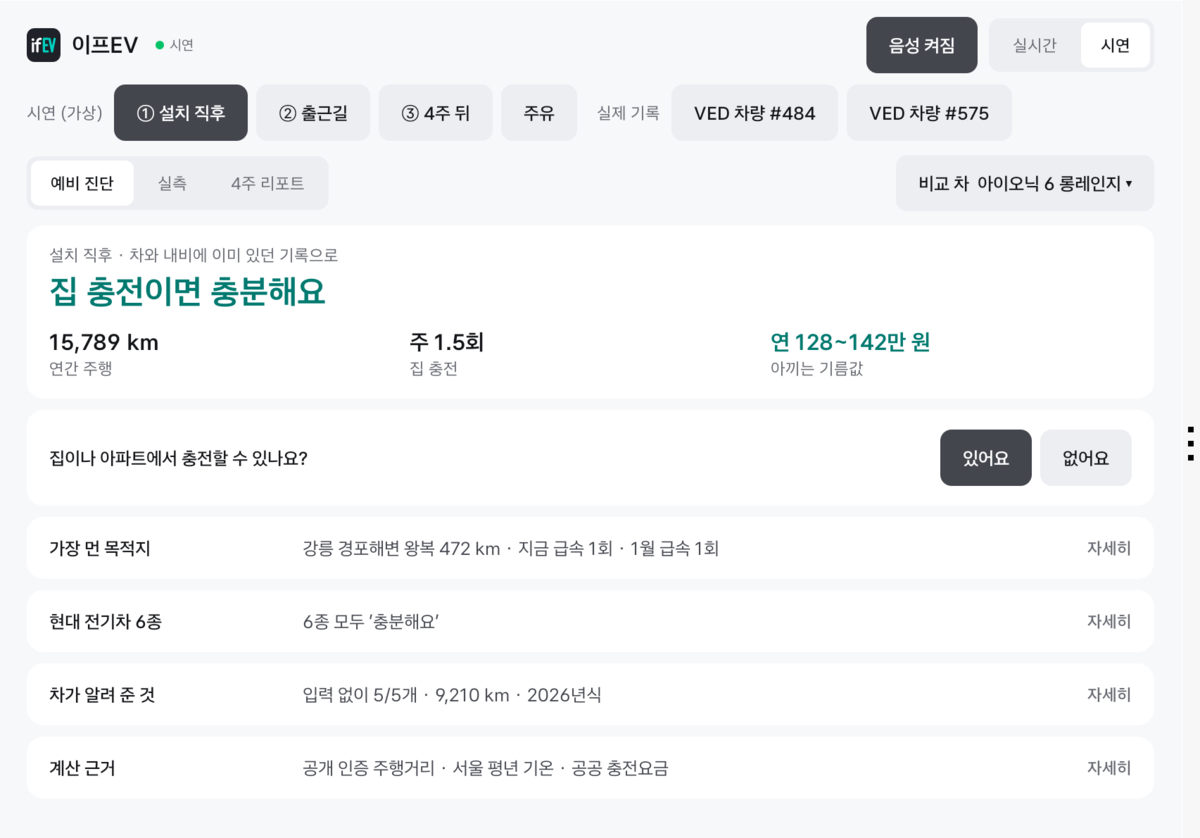 ifEV 이프EV 시연 음성 켜짐 실시간 시연
시연 (가상) ① 설치 직후 ② 출근길 ③ 4주 뒤 주유 실제 기록 VED 차량 #484 VED 차량 #575
예비 진단 실측 4주 리포트 비교 차 아이오닉 6 롱레인지 ▾
설치 직후 · 차와 내비에 이미 있던 기록으로
집 충전이면 충분해요
15,789 km 주 1.5회 연 128~142만 원
연간 주행 집 충전 아끼는 기름값
집이나 아파트에서 충전할 수 있나요? 있어요 없어요
가장 먼 목적지 강릉 경포해변 왕복 472 km · 지금 급속 1회 · 1월 급속 1회 자세히
현대 전기차 6종 6종 모두 '충분해요' 자세히
차가 알려 준 것 입력 없이 5/5개 · 9,210 km · 2026년식 자세히
계산 근거 공개 인증 주행거리 · 서울 평년 기온 · 공공 충전요금 자세히